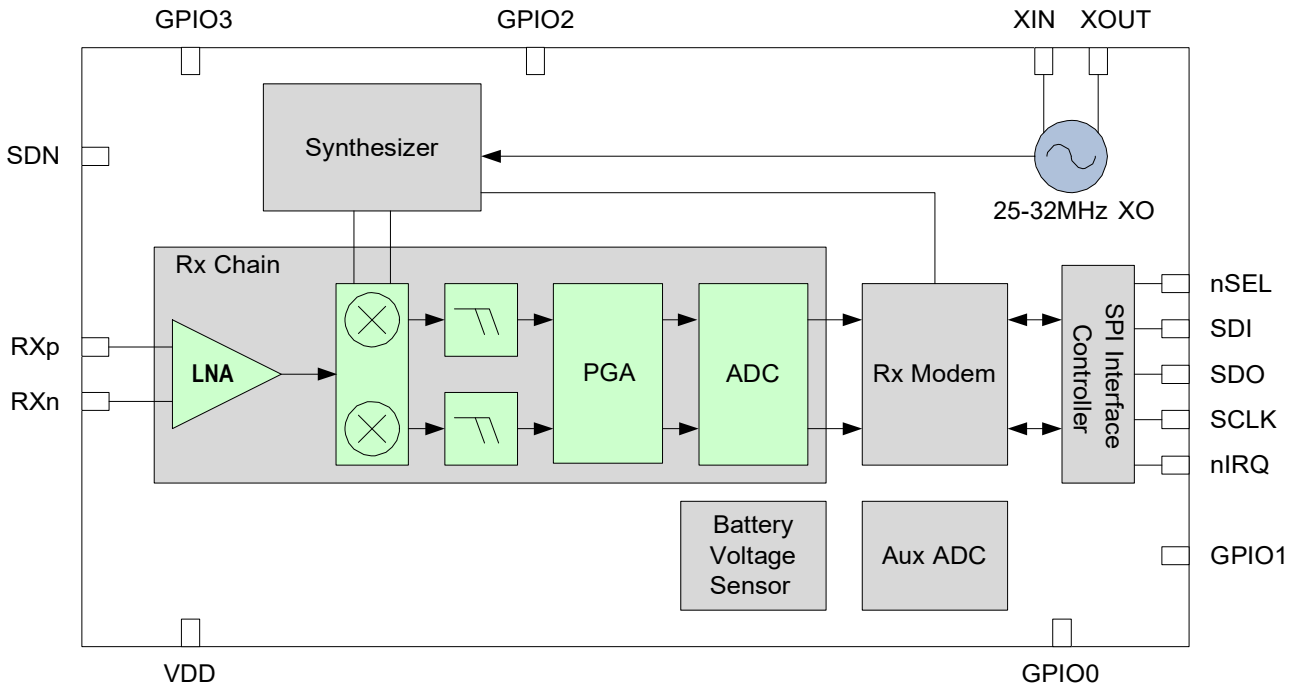 GPIO3
GPIO2
XIN
XOUT
SDN
Synthesizer
25-32MHz XO
Rx Chain
RXp
RXn
LNA
PGA
ADC
Rx Modem
SPI Interface
Controller
nSEL
SDI
SDO
SCLK
nIRQ
Battery
Voltage
Sensor
Aux ADC
GPIO1
VDD
GPIO0